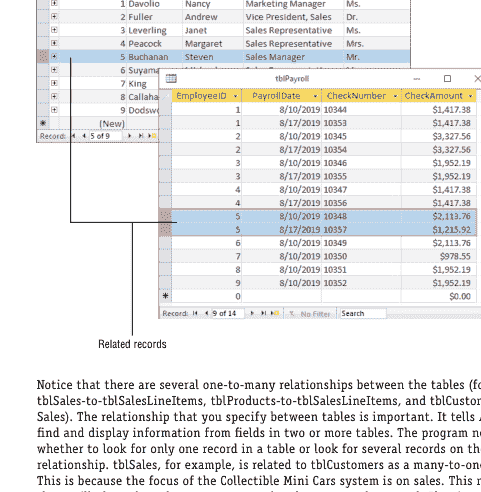 1 Davolio Nancy Marketing Manager Ms.
2 Fuller Andrew Vice President, Sales Dr.
3 Leverling Janet Sales Representative Ms.
4 Peacock Margaret Sales Representative Mrs.
5 Buchanan Steven Sales Manager Mr.
6 Suyama
7 King
8 Callaha
9 Dodsw
* (New)
Record: 5 of 9
tblPayroll
EmployeeID PayrollDate CheckNumber CheckAmount
1 8/10/2019 10344 $1,417.38
1 8/17/2019 10353 $1,417.38
2 8/10/2019 10345 $3,327.56
2 8/17/2019 10354 $3,327.56
3 8/10/2019 10346 $1,952.19
3 8/17/2019 10355 $1,952.19
4 8/10/2019 10347 $1,417.38
4 8/17/2019 10356 $1,417.38
5 8/10/2019 10348 $2,113.76
5 8/17/2019 10357 $1,215.92
6 8/10/2019 10349 $2,113.76
7 8/10/2019 10350 $978.55
8 8/10/2019 10351 $1,952.19
9 8/10/2019 10352 $1,952.19
* 0 $0.00
Record: 9 of 14 No Filter Search
Related records
Notice that there are several one-to-many relationships between the tables (fo
tblSales-to-tblSalesLineItems, tblProducts-to-tblSalesLineItems, and tblCustom
Sales). The relationship that you specify between tables is important. It tells
find and display information from fields in two or more tables. The program ne
whether to look for only one record in a table or look for several records on the
relationship. tblSales, for example, is related to tblCustomers as a many-to-one
This is because the focus of the Collectible Mini Cars system is on sales. This m